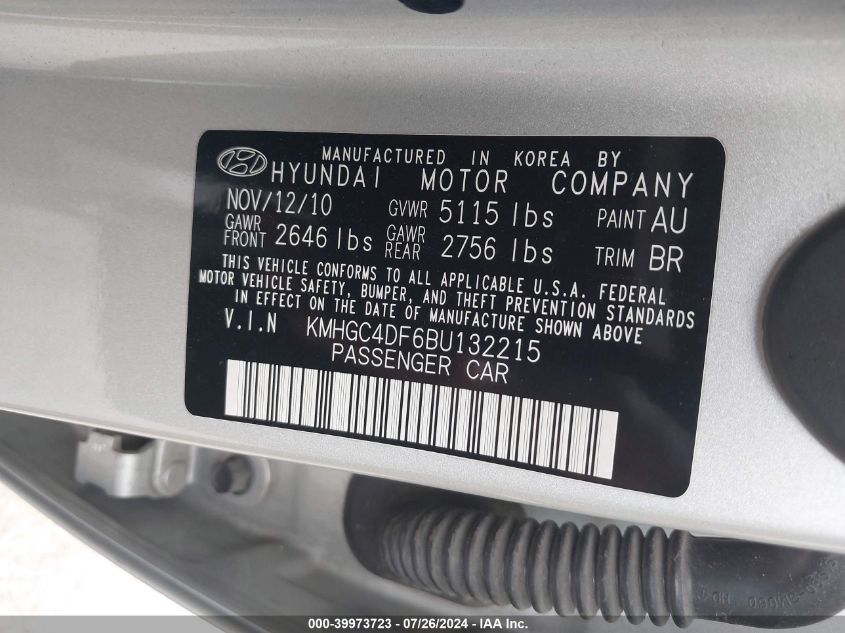 MANUFACTURED IN KOREA BY
HYUNDAI MOTOR COMPANY
NOV/12/10 GVWR 5115 lbs PAINT AU
GAWR FRONT 2646 lbs GAWR REAR 2756 lbs TRIM BR
THIS VEHICLE CONFORMS TO ALL APPLICABLE U.S.A. FEDERAL
MOTOR VEHICLE SAFETY, BUMPER, AND THEFT PREVENTION STANDARDS
IN EFFECT ON THE DATE OF MANUFACTURE SHOWN ABOVE
V.I.N KMHGC4DF6BU132215
PASSENGER CAR
000-39973723 - 07/26/2024 - IAA Inc.